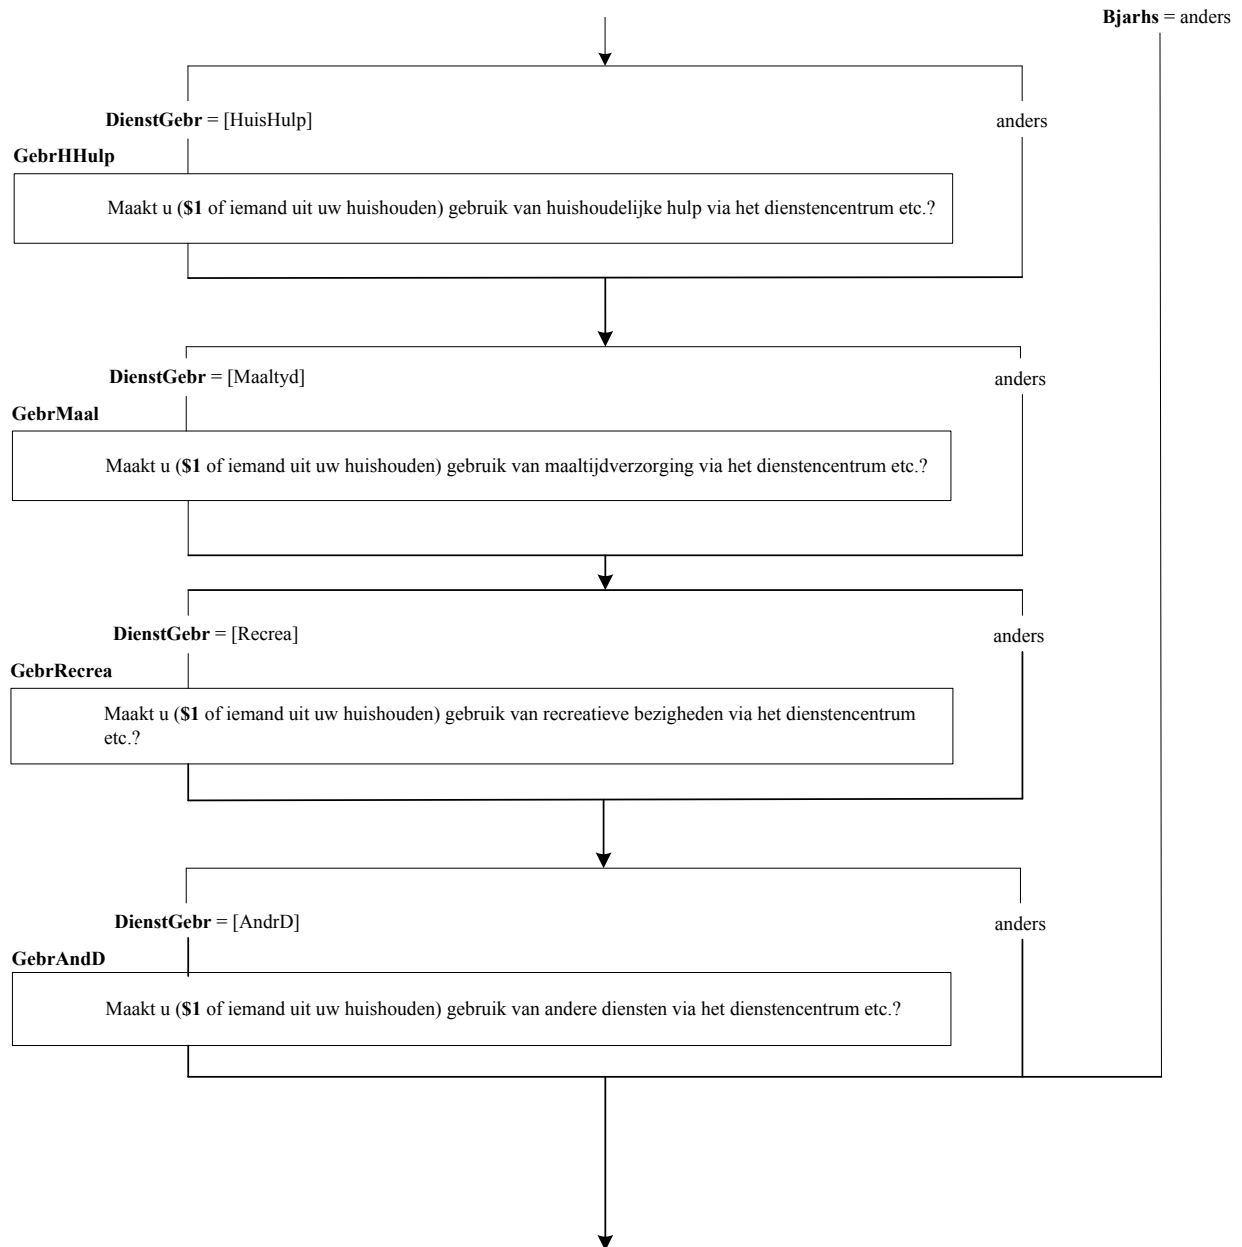 Bjarhs = anders
DienstGebr = [HuisHulp]
anders
GebrHHulp
Maakt u ($1 of iemand uit uw huishouden) gebruik van huishoudelijke hulp via het dienstencentrum etc.?
DienstGebr = [Maaltyd]
anders
GebrMaal
Maakt u ($1 of iemand uit uw huishouden) gebruik van maaltijdverzorging via het dienstencentrum etc.?
DienstGebr = [Recrea]
anders
GebrRecrea
Maakt u ($1 of iemand uit uw huishouden) gebruik van recreatieve bezigheden via het dienstencentrum
etc.?
DienstGebr = [AndrD]
anders
GebrAndD
Maakt u ($1 of iemand uit uw huishouden) gebruik van andere diensten via het dienstencentrum etc.?